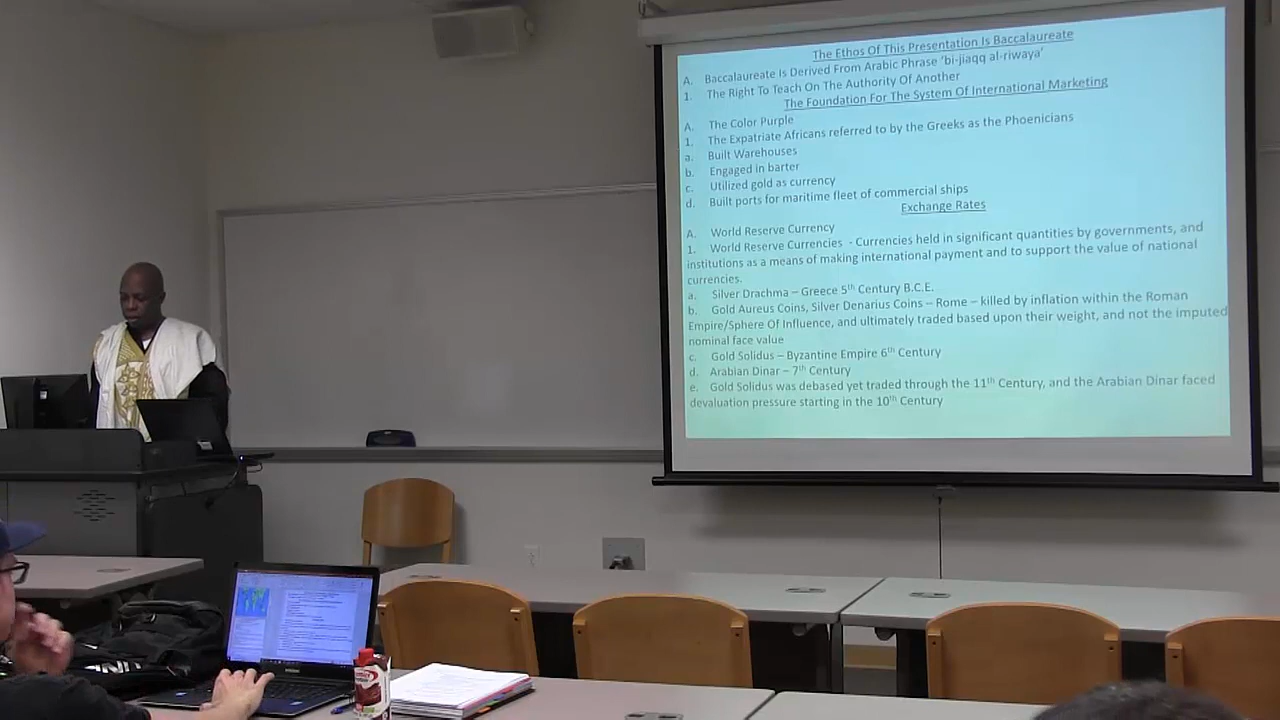 The Ethos Of This Presentation Is Baccalaureate
A. Baccalaureate Is Derived From Arabic Phrase 'bi-jiaqq al-riwaya'
1. The Right To Teach On The Authority Of Another
The Foundation For The System Of International Marketing
A. The Color Purple
1. The Expatriate Africans referred to by the Greeks as the Phoenicians
a. Built Warehouses
b. Engaged in barter
c. Utilized gold as currency
d. Built ports for maritime fleet of commercial ships
Exchange Rates
A. World Reserve Currency
1. World Reserve Currencies - Currencies held in significant quantities by governments, and
institutions as a means of making international payment and to support the value of national
currencies.
a. Silver Drachma – Greece 5th Century B.C.E.
b. Gold Aureus Coins, Silver Denarius Coins – Rome – killed by inflation within the Roman
Empire/Sphere Of Influence, and ultimately traded based upon their weight, and not the imputed
nominal face value
c. Gold Solidus – Byzantine Empire 6th Century
d. Arabian Dinar – 7th Century
e. Gold Solidus was debased yet traded through the 11th Century, and the Arabian Dinar faced
devaluation pressure starting in the 10th Century